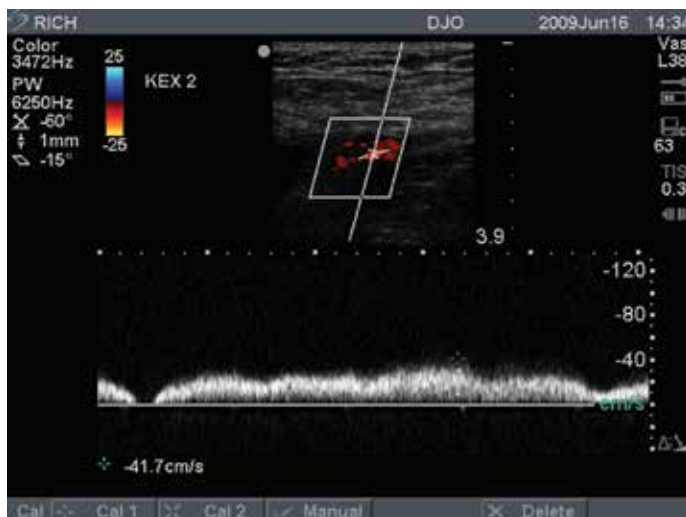 RICH DJO 2009Jun16 14:34
Color
3472Hz
PW
6250Hz
-60°
1mm
-15°
25
-25
KEX 2
Vas
L38
63
TIS
0.3
3.9
-120
-80
-40
cm/s
-41.7cm/s
Cal Cal 1 Cal 2 Manual Delete